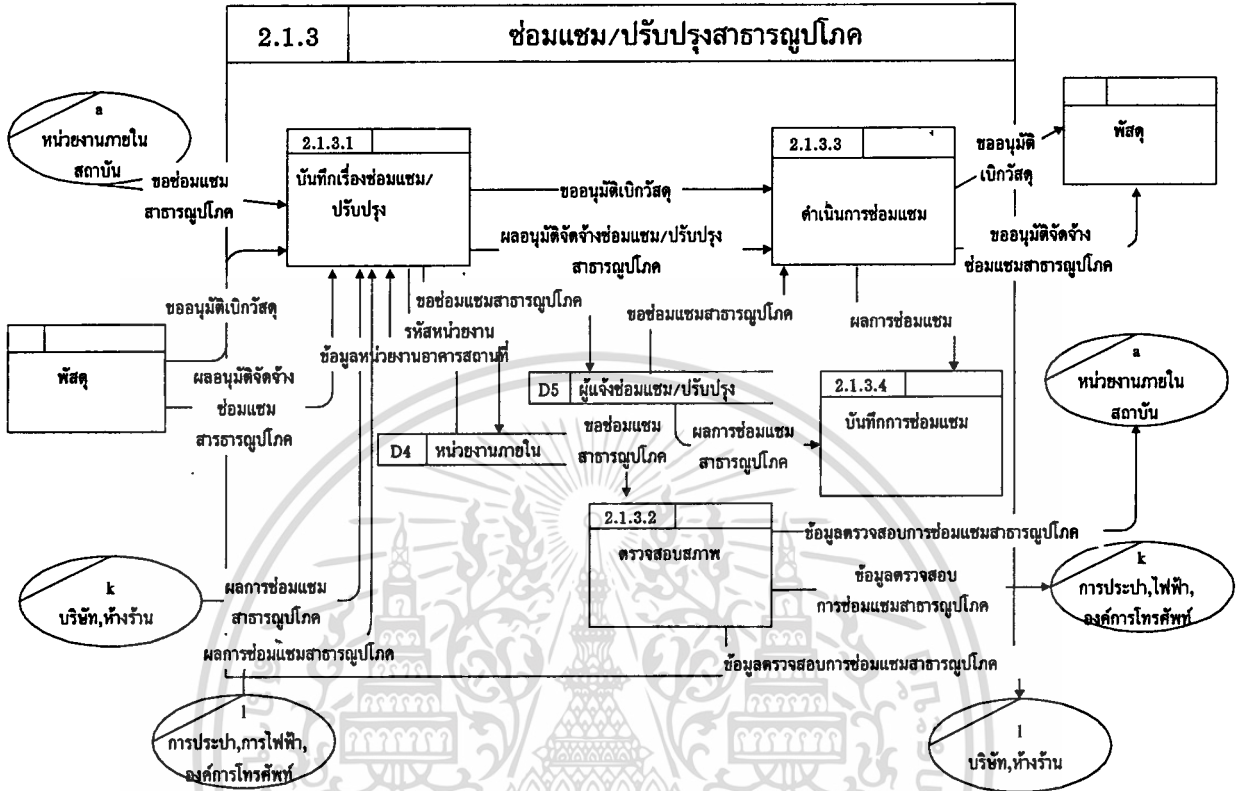 2.1.3
ซ่อมแซม/ปรับปรุงสาธารณูปโภค
a
หน่วยงานภายใน
สถาบัน
ขอซ่อมแซม
สาธารณูปโภค
2.1.3.1
บันทึกเรื่องซ่อมแซม/
ปรับปรุง
ขออนุมัติเบิกวัสดุ
ผลอนุมัติจัดจ้างซ่อมแซม/ปรับปรุง
สาธารณูปโภค
2.1.3.3
ดำเนินการซ่อมแซม
ขออนุมัติ
เบิกวัสดุ
พัสดุ
ขออนุมัติจัดจ้าง
ซ่อมแซมสาธารณูปโภค
ขออนุมัติเบิกวัสดุ
พัสดุ
ผลอนุมัติจัดจ้าง
ซ่อมแซม
สารธารณูปโภค
ขอซ่อมแซมสาธารณูปโภค
รหัสหน่วยงาน
ข้อมูลหน่วยงานอาคารสถานที่
ขอซ่อมแซมสาธารณูปโภค
ผลการซ่อมแซม
D5 ผู้แจ้งซ่อมแซม/ปรับปรุง
D4 หน่วยงานภายใน
ขอซ่อมแซม
สาธารณูปโภค
ผลการซ่อมแซม
สาธารณูปโภค
2.1.3.4
บันทึกการซ่อมแซม
a
หน่วยงานภายใน
สถาบัน
2.1.3.2
ตรวจสอบสภาพ
ข้อมูลตรวจสอบการซ่อมแซมสาธารณูปโภค
ข้อมูลตรวจสอบ
การซ่อมแซมสาธารณูปโภค
k
การประปา,ไฟฟ้า,
องค์การโทรศัพท์
k
บริษัท,ห้างร้าน
ผลการซ่อมแซม
สาธารณูปโภค
ผลการซ่อมแซมสาธารณูปโภค
ข้อมูลตรวจสอบการซ่อมแซมสาธารณูปโภค
l
การประปา,การไฟฟ้า,
องค์การโทรศัพท์
l
บริษัท,ห้างร้าน